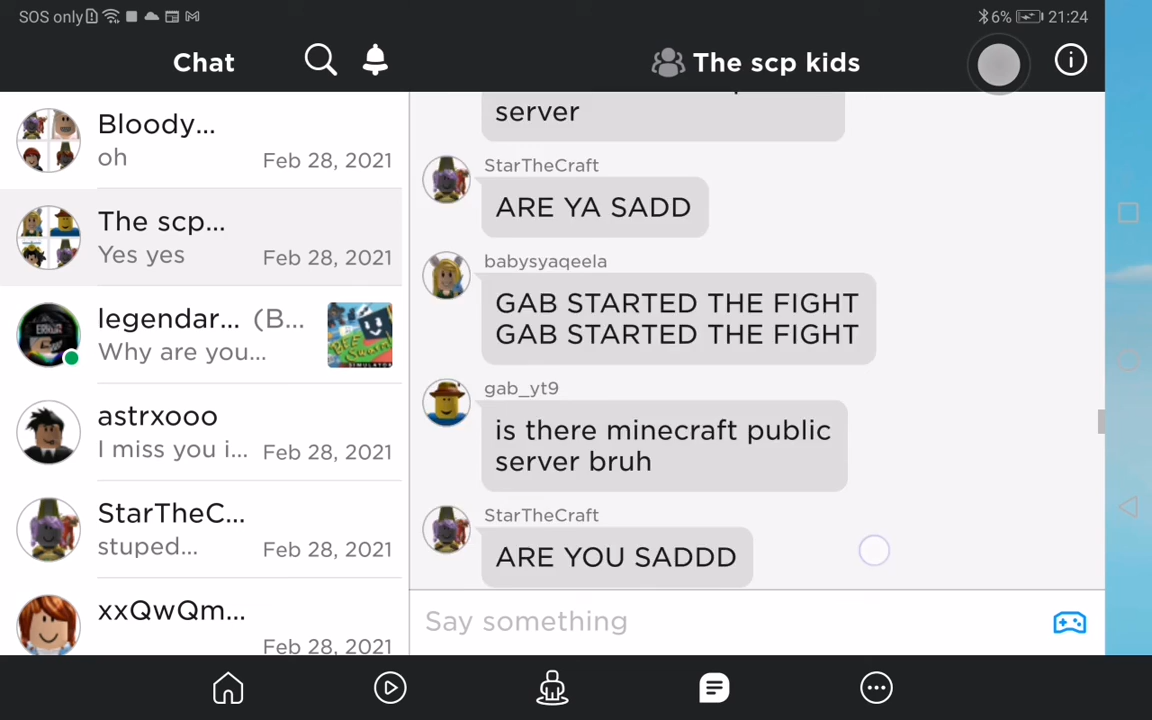 SOS only
6%
21:24
Chat
The scp kids
Bloody...
oh
Feb 28, 2021
The scp...
Yes yes
Feb 28, 2021
legendar... (B...
Why are you...
BEE Swarm
SIMULATOR
astrxooo
I miss you i...
Feb 28, 2021
StarTheC...
stuped...
Feb 28, 2021
xxQwQm...
Feb 28, 2021
server
StarTheCraft
ARE YA SADD
babysyaqeela
GAB STARTED THE FIGHT
GAB STARTED THE FIGHT
gab_yt9
is there minecraft public
server bruh
StarTheCraft
ARE YOU SADDD
Say something